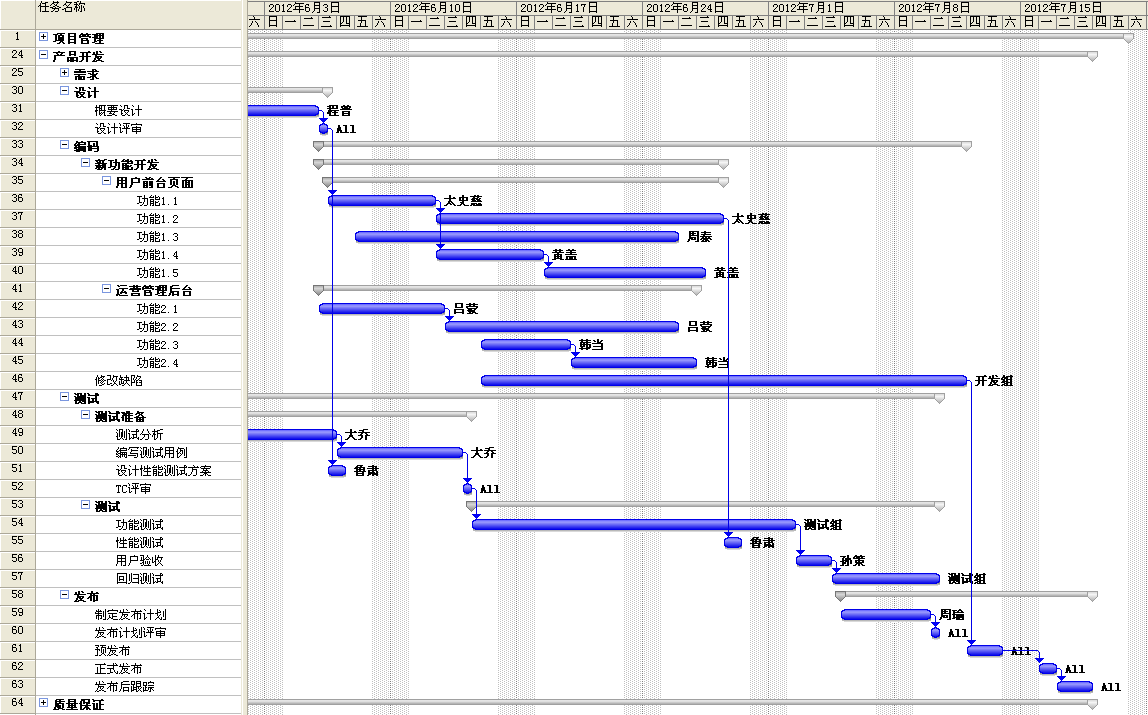 任务名称 2012年6月3日 2012年6月10日 2012年6月17日 2012年6月24日 2012年7月1日 2012年7月8日 2012年7月15日
六 日 一 二 三 四 五 六 日 一 二 三 四 五 六 日 一 二 三 四 五 六 日 一 二 三 四 五 六 日 一 二 三 四 五 六 日 一 二 三 四 五 六 日 一 二 三 四 五 六
1 项目管理
24 产品开发
25 需求
30 设计
31 概要设计 程普
32 设计评审 All
33 编码
34 新功能开发
35 用户前台页面
36 功能1.1 太史慈
37 功能1.2 太史慈
38 功能1.3 周泰
39 功能1.4 黄盖
40 功能1.5 黄盖
41 运营管理后台
42 功能2.1 吕蒙
43 功能2.2 吕蒙
44 功能2.3 韩当
45 功能2.4 韩当
46 修改缺陷 开发组
47 测试
48 测试准备
49 测试分析 大乔
50 编写测试用例 大乔
51 设计性能测试方案 鲁肃
52 TC评审 All
53 测试
54 功能测试 测试组
55 性能测试 鲁肃
56 用户验收 孙策
57 回归测试 测试组
58 发布
59 制定发布计划 周瑜
60 发布计划评审 All
61 预发布 All
62 正式发布 All
63 发布后跟踪 All
64 质量保证